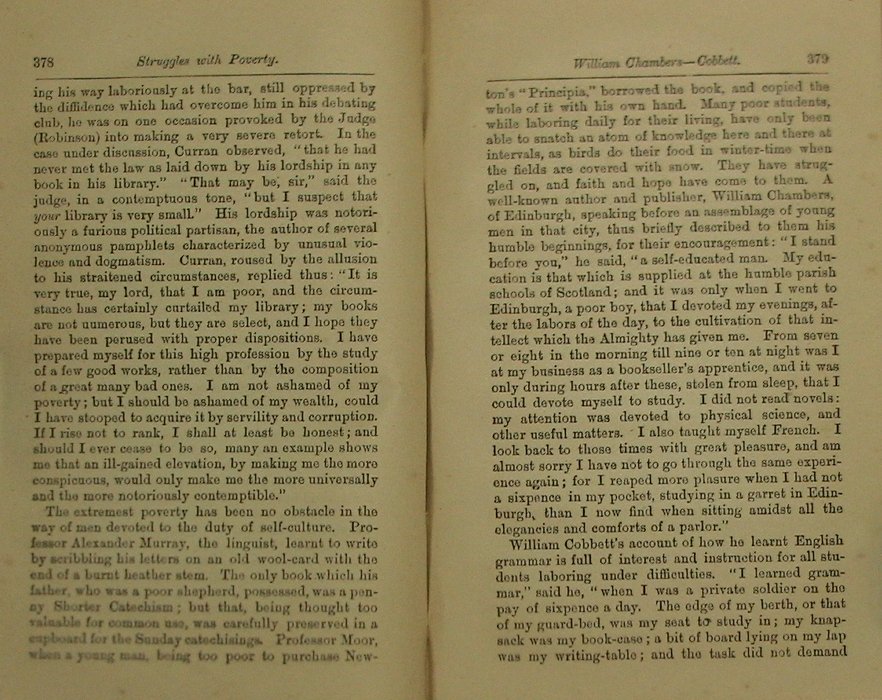 378 Struggles with Poverty.
ing his way laboriously at the bar, still oppressed by
the diffidence which had overcome him in his debating
club, he was on one occasion provoked by the Judge
(Robinson) into making a very severe retort. In the
case under discussion, Curran observed, "that he had
never met the law as laid down by his lordship in any
book in his library." "That may be, sir," said the
judge, in a contemptuous tone, "but I suspect that
your library is very small." His lordship was notori-
ously a furious political partisan, the author of several
anonymous pamphlets characterized by unusual vio-
lence and dogmatism. Curran, roused by the allusion
to his straitened circumstances, replied thus: "It is
very true, my lord, that I am poor, and the circum-
stance has certainly curtailed my library; my books
are not numerous, but they are select, and I hope they
have been perused with proper dispositions. I have
prepared myself for this high profession by the study
of a few good works, rather than by the composition
of a great many bad ones. I am not ashamed of my
poverty; but I should be ashamed of my wealth, could
I have stooped to acquire it by servility and corruption.
If I rise not to rank, I shall at least be honest; and
should I ever cease to be so, many an example shows
me that an ill-gained elevation, by making me the more
conspicuous, would only make me the more universally
and the more notoriously contemptible."
The extremest poverty has been no obstacle in the
way of men devoted to the duty of self-culture. Pro-
fessor Alexander Murray, the linguist, learnt to write
by scribbling his letters on an old wool-card with the
end of a burnt heather stem. The only book which his
father, who was a poor shepherd, possessed, was a pen-
ny Shorter Catechism; but that, being thought too
valuable for common use, was carefully preserved in a
cupboard for the Sunday catechisings. Professor Moor,
when a young man, being too poor to purchase New-
William Chambers—Cobbett. 379
ton's "Principia," borrowed the book, and copied the
whole of it with his own hand. Many poor students,
while laboring daily for their living, have only been
able to snatch an atom of knowledge here and there at
intervals, as birds do their food in winter-time when
the fields are covered with snow. They have strug-
gled on, and faith and hope have come to them. A
well-known author and publisher, William Chambers,
of Edinburgh, speaking before an assemblage of young
men in that city, thus briefly described to them his
humble beginnings, for their encouragement: "I stand
before you," he said, "a self-educated man. My edu-
cation is that which is supplied at the humble parish
schools of Scotland; and it was only when I went to
Edinburgh, a poor boy, that I devoted my evenings, af-
ter the labors of the day, to the cultivation of that in-
tellect which the Almighty has given me. From seven
or eight in the morning till nine or ten at night was I
at my business as a bookseller's apprentice, and it was
only during hours after these, stolen from sleep, that I
could devote myself to study. I did not read novels:
my attention was devoted to physical science, and
other useful matters. I also taught myself French. I
look back to those times with great pleasure, and am
almost sorry I have not to go through the same experi-
ence again; for I reaped more plasure when I had not
a sixpence in my pocket, studying in a garret in Edin-
burgh, than I now find when sitting amidst all the
elegancies and comforts of a parlor."
William Cobbett's account of how he learnt English
grammar is full of interest and instruction for all stu-
dents laboring under difficulties. "I learned gram-
mar," said he, "when I was a private soldier on the
pay of sixpence a day. The edge of my berth, or that
of my guard-bed, was my seat to study in; my knap-
sack was my book-case; a bit of board lying on my lap
was my writing-table; and the task did not demand